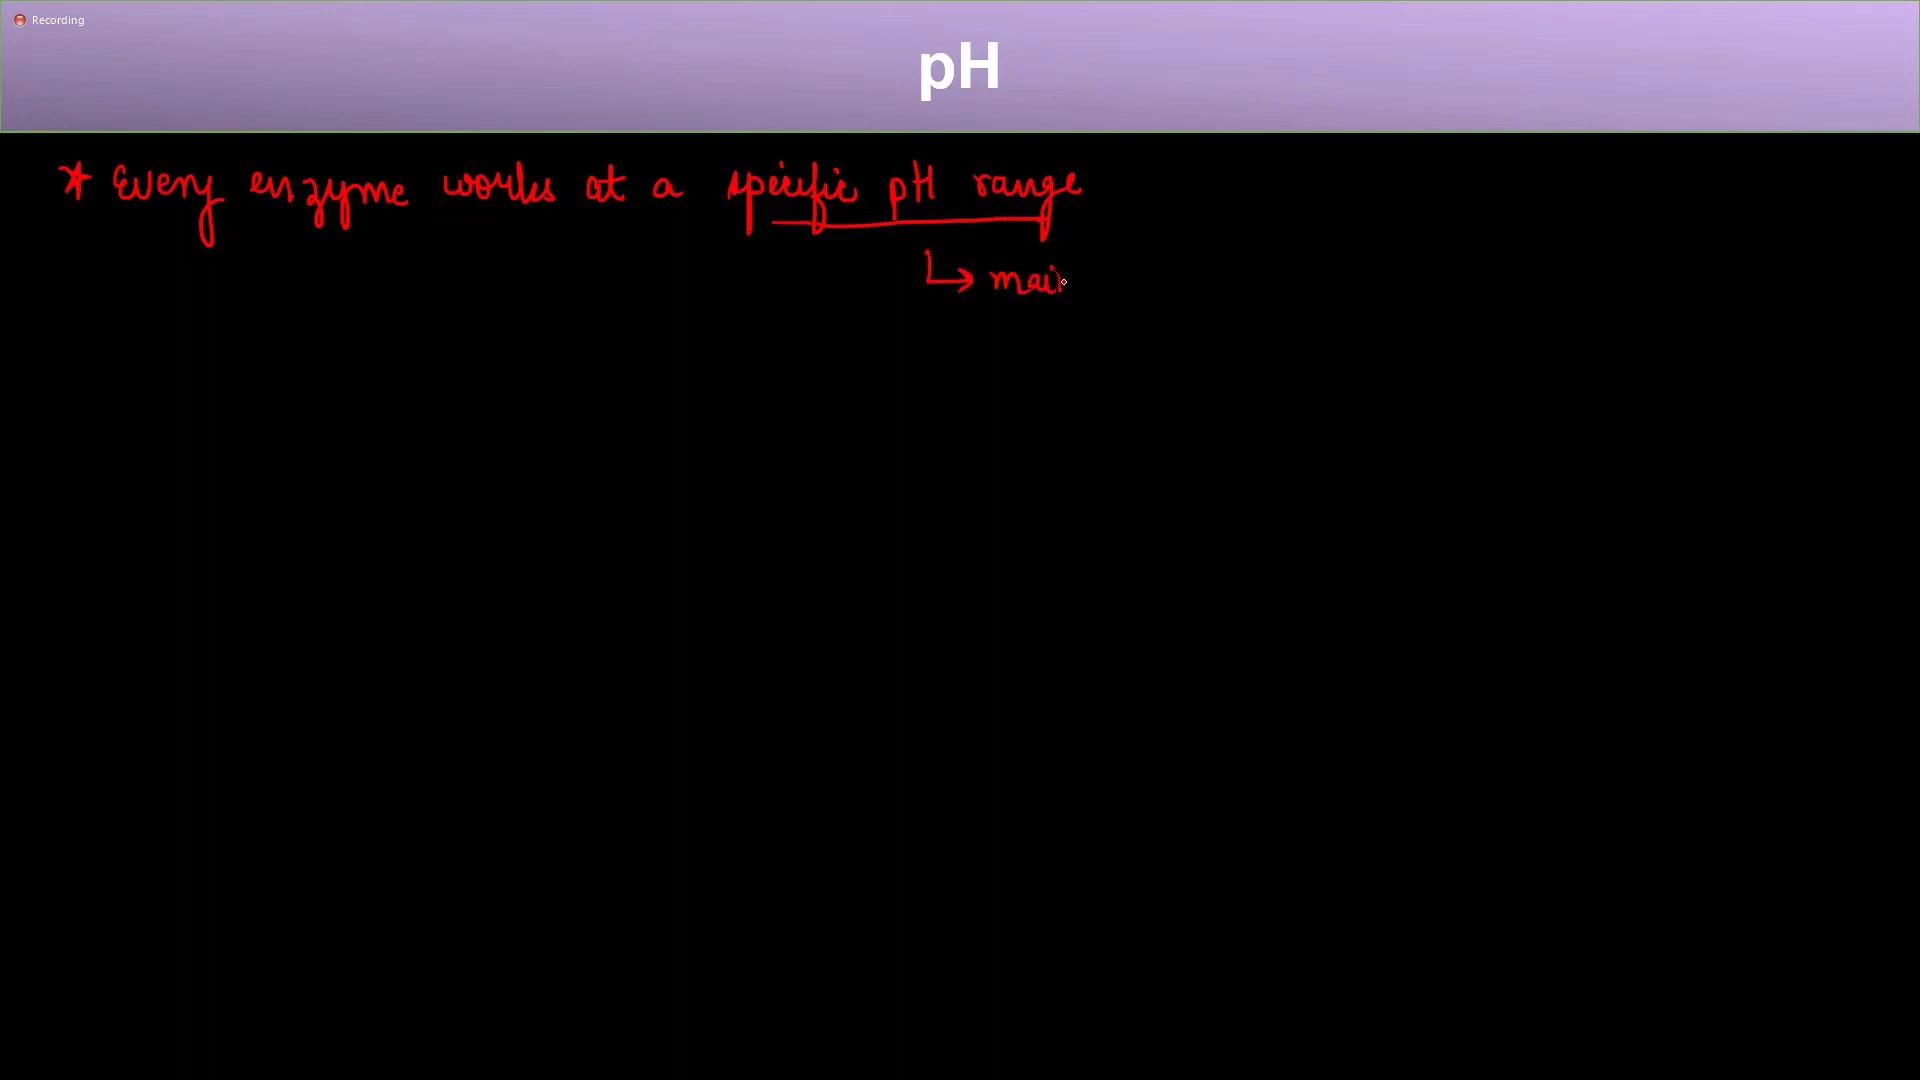 Recording
pH
* Every enzyme works at a specific pH range
↳ mai